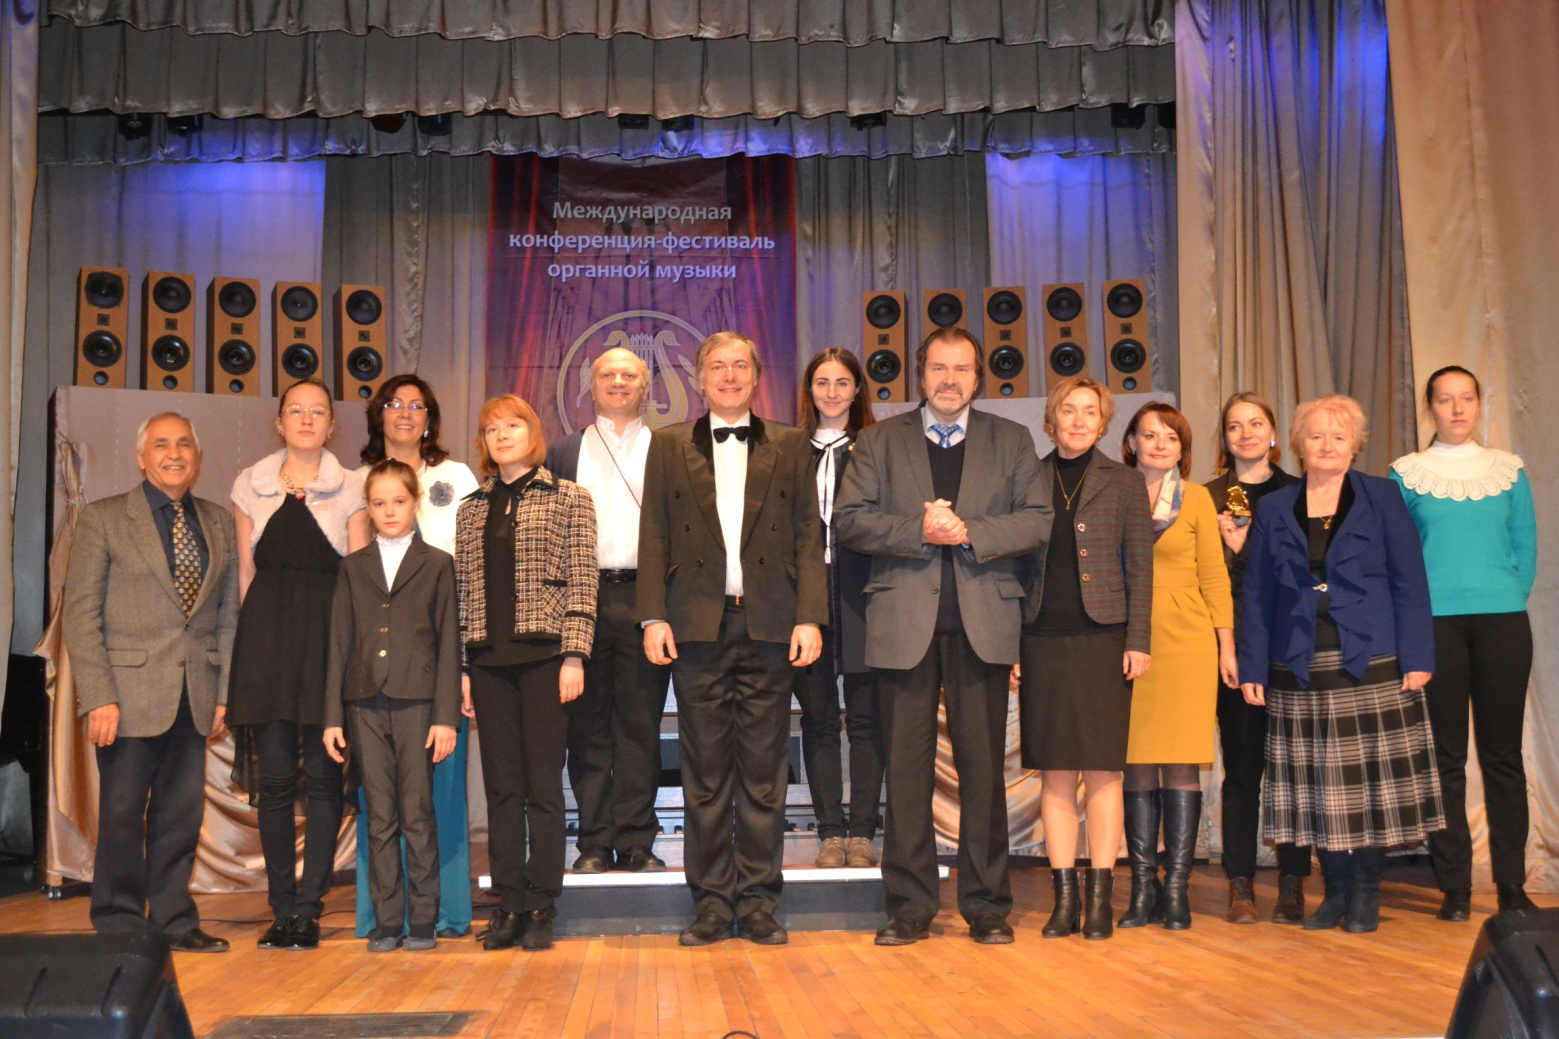 Международная
конференция-фестиваль
органной музыки